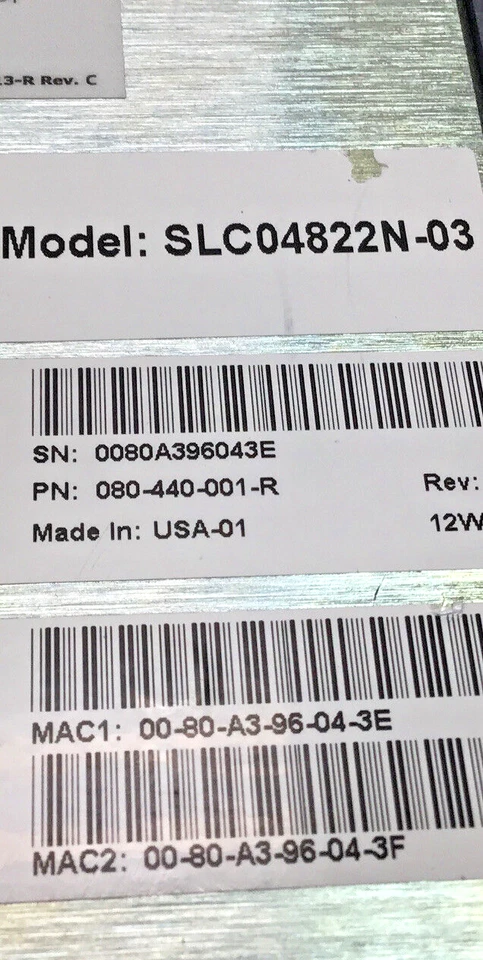 13-R Rev. C
Model: SLC04822N-03
SN: 0080A396043E
PN: 080-440-001-R
Rev:
Made In: USA-01
12W
MAC1: 00-80-A3-96-04-3E
MAC2: 00-80-A3-96-04-3F